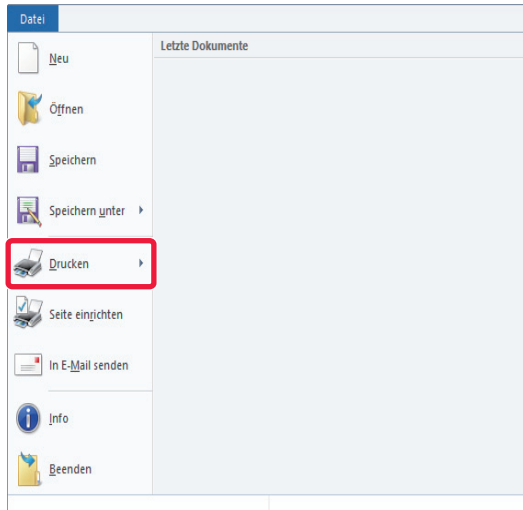 Datei
Letzte Dokumente
Neu
Öffnen
Speichern
Speichern unter
Drucken
Seite einrichten
In E-Mail senden
Info
Beenden